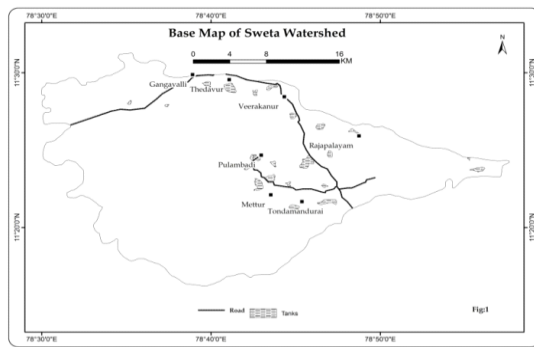 78°30'0"E 78°40'0"E 78°50'0"E
Base Map of Sweta Watershed
N
0 4 8 12 16
KM
11°30'0"N 11°30'0"N
Gangavalli
Thedavur
Veerakanur
Rajapalayam
Pulambadi
Mettur
Tondamandurai
11°20'0"N 11°20'0"N
Road Tanks
Fig:1
78°30'0"E 78°40'0"E 78°50'0"E